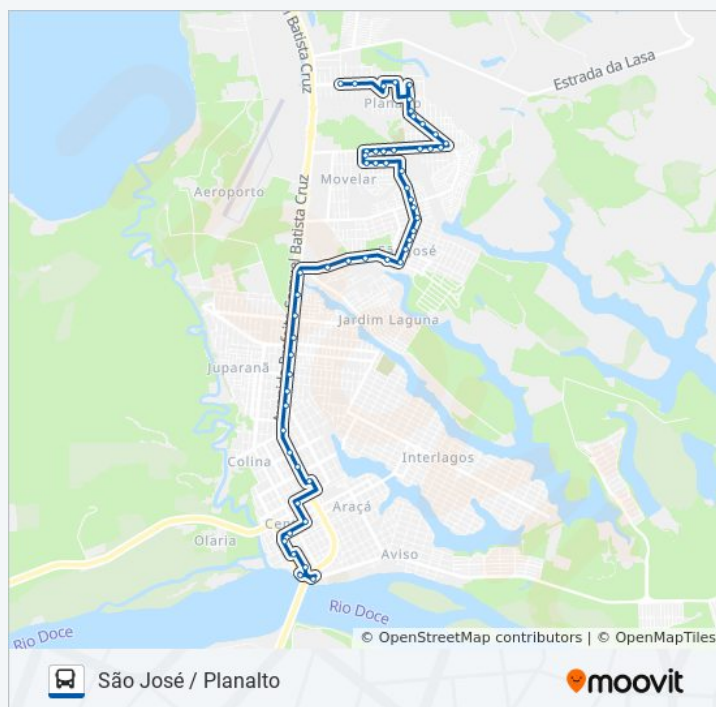 Batista Cruz
Estrada da Lasa
Planalto
Movelar
Aeroporto
Batista Cruz
São José
Jardim Laguna
Juparanã
Colina
Interlagos
Araçá
Olaria
Aviso
Rio Doce
Rio Doce
© OpenStreetMap contributors | © OpenMapTiles
São José / Planalto
moovit